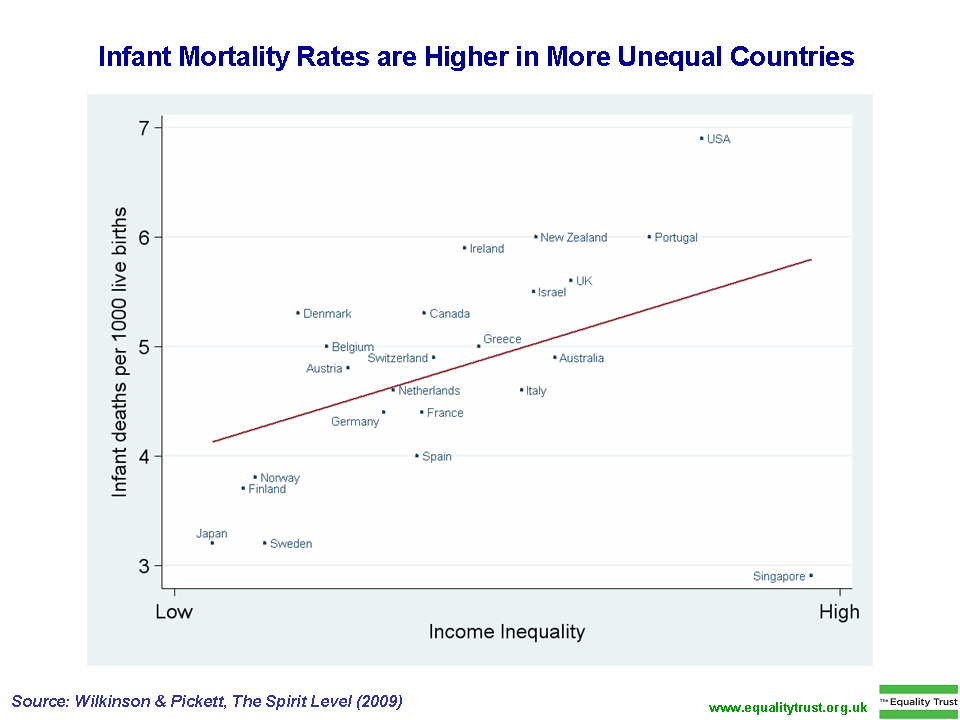 Infant Mortality Rates are Higher in More Unequal Countries
7
6
5
4
3
Infant deaths per 1000 live births
USA
New Zealand
Portugal
Ireland
UK
Israel
Denmark
Canada
Greece
Belgium
Switzerland
Australia
Austria
Netherlands
Italy
France
Germany
Spain
Norway
Finland
Japan
Sweden
Singapore
Low
High
Income Inequality
Source: Wilkinson & Pickett, The Spirit Level (2009)
www.equalitytrust.org.uk
The Equality Trust